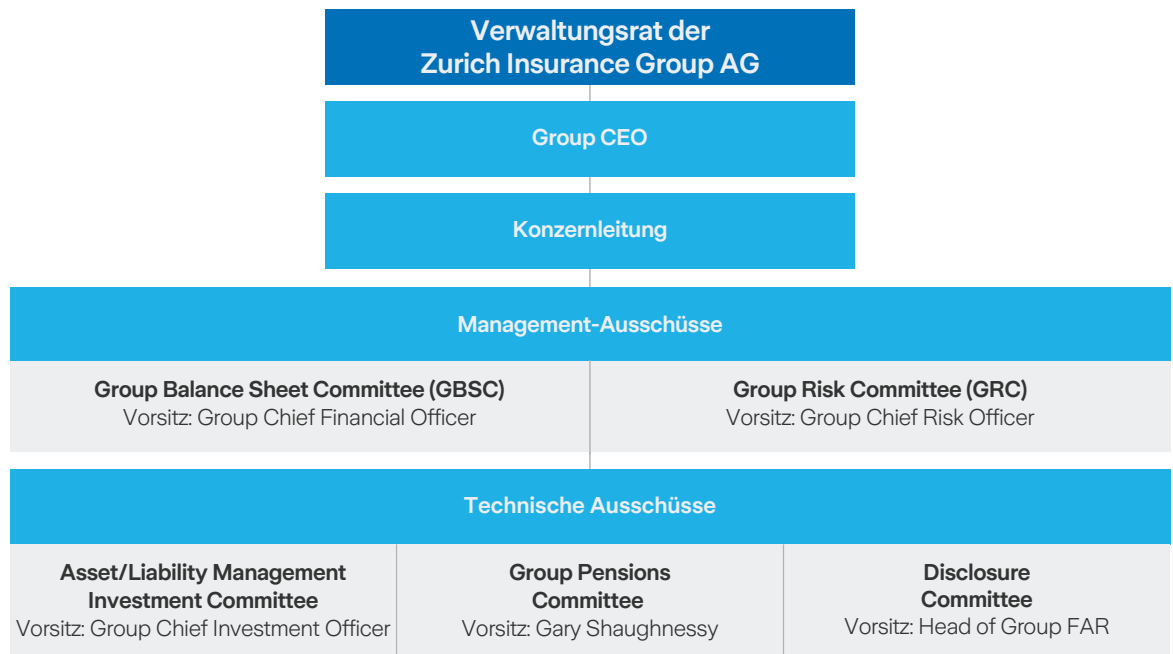 Verwaltungsrat der
Zurich Insurance Group AG
Group CEO
Konzernleitung
Management-Ausschüsse
Group Balance Sheet Committee (GBSC)
Vorsitz: Group Chief Financial Officer
Group Risk Committee (GRC)
Vorsitz: Group Chief Risk Officer
Technische Ausschüsse
Asset/Liability Management
Investment Committee
Vorsitz: Group Chief Investment Officer
Group Pensions
Committee
Vorsitz: Gary Shaughnessy
Disclosure
Committee
Vorsitz: Head of Group FAR